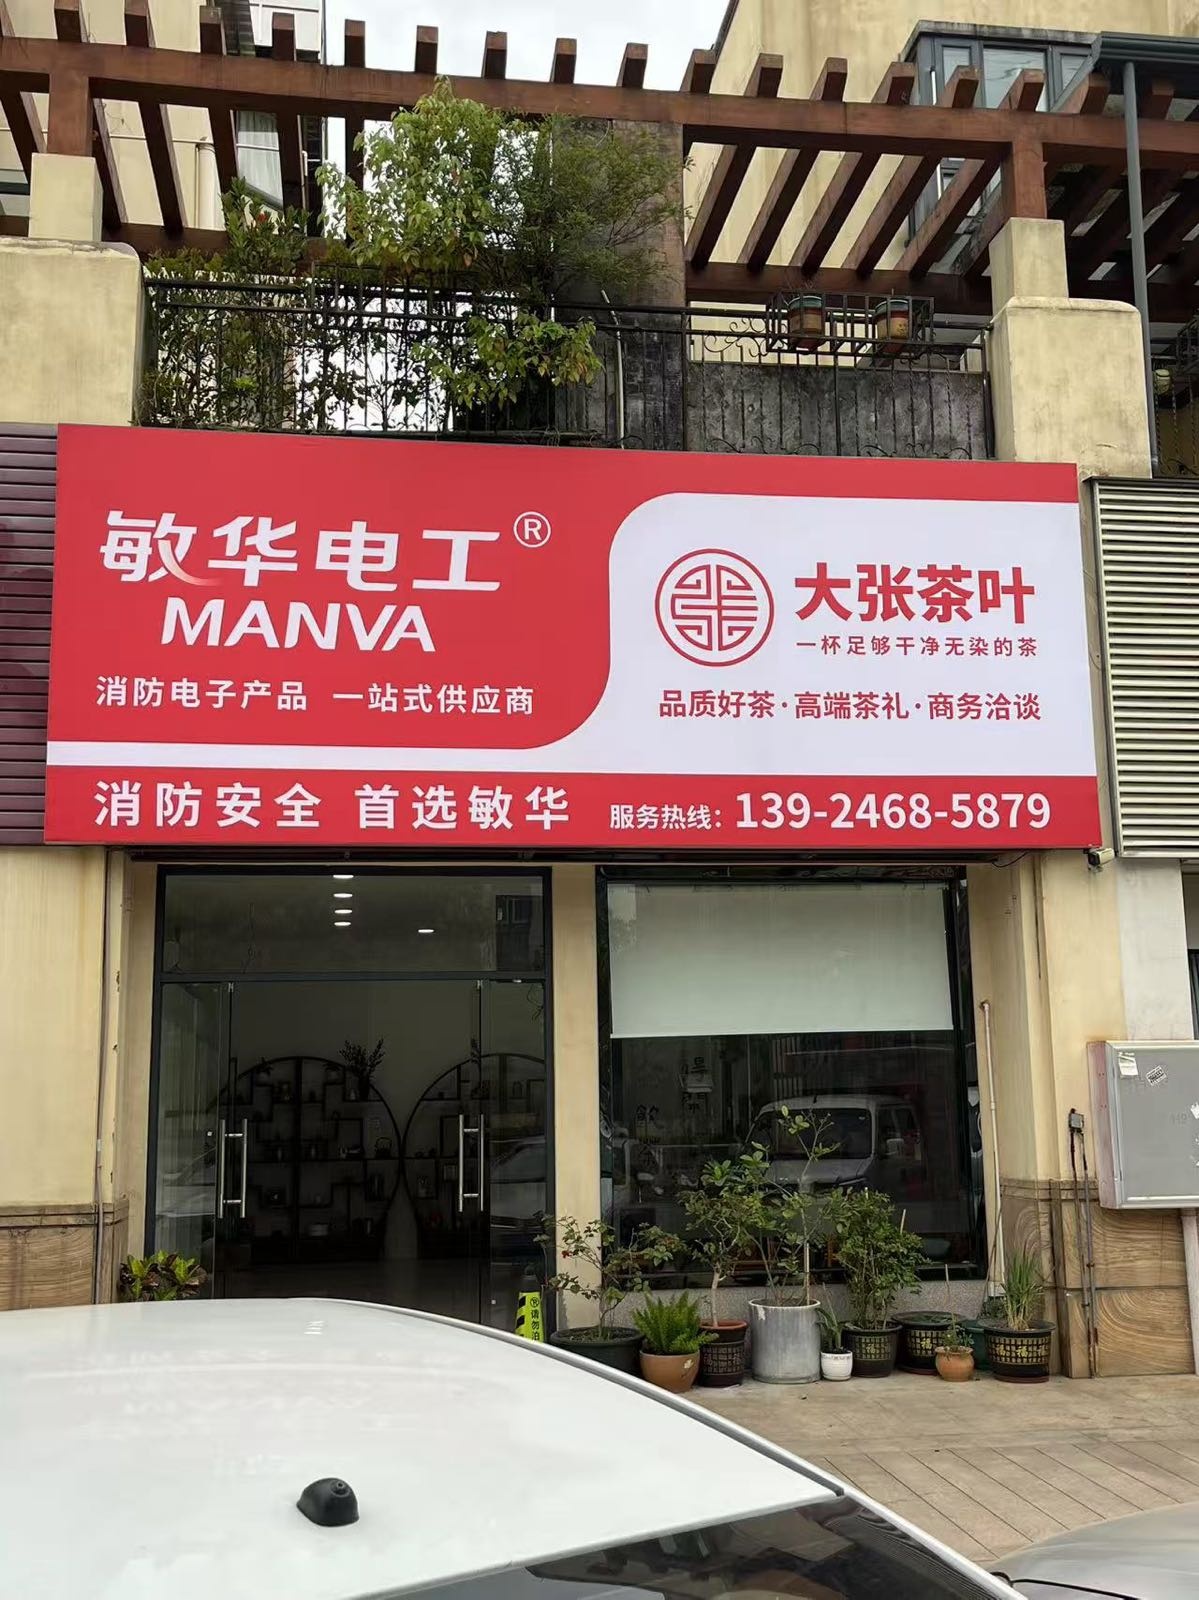 敏华电工®
MANVA
消防电子产品 一站式供应商
大张茶叶
一杯足够干净无染的茶
品质好茶·高端茶礼·商务洽谈
消防安全 首选敏华
服务热线：139-2468-5879
请勿泊